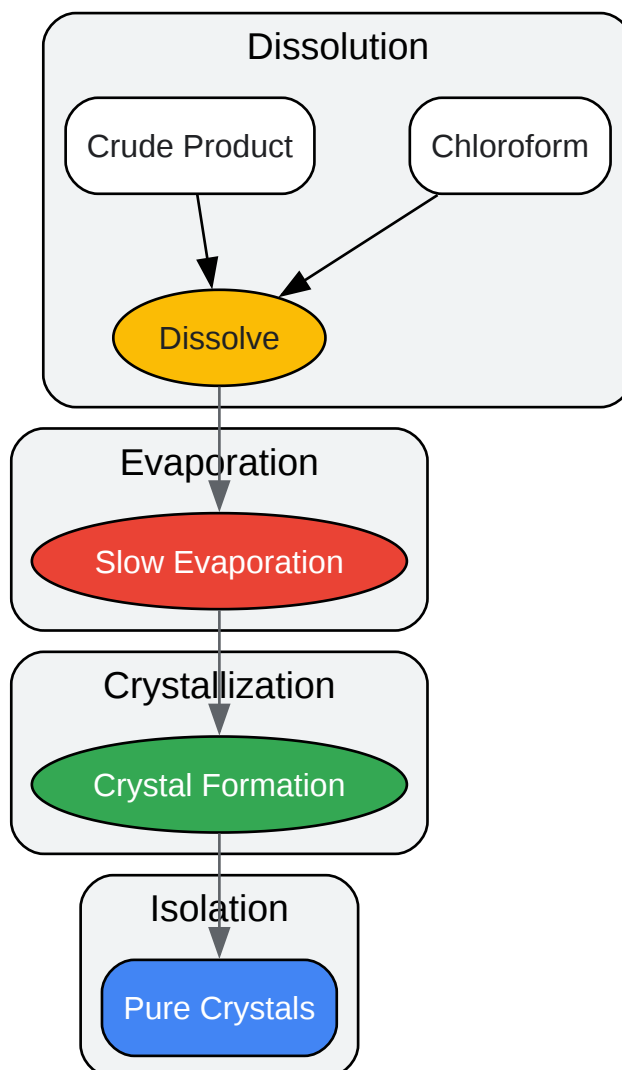 Dissolution
Crude Product
Chloroform
Dissolve
Evaporation
Slow Evaporation
Crystallization
Crystal Formation
Isolation
Pure Crystals